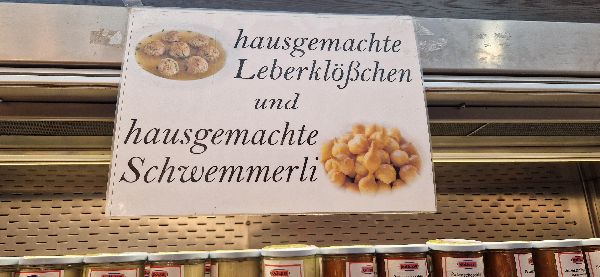 hausgemachte
Leberklößchen
und
hausgemachte
Schwemmerli